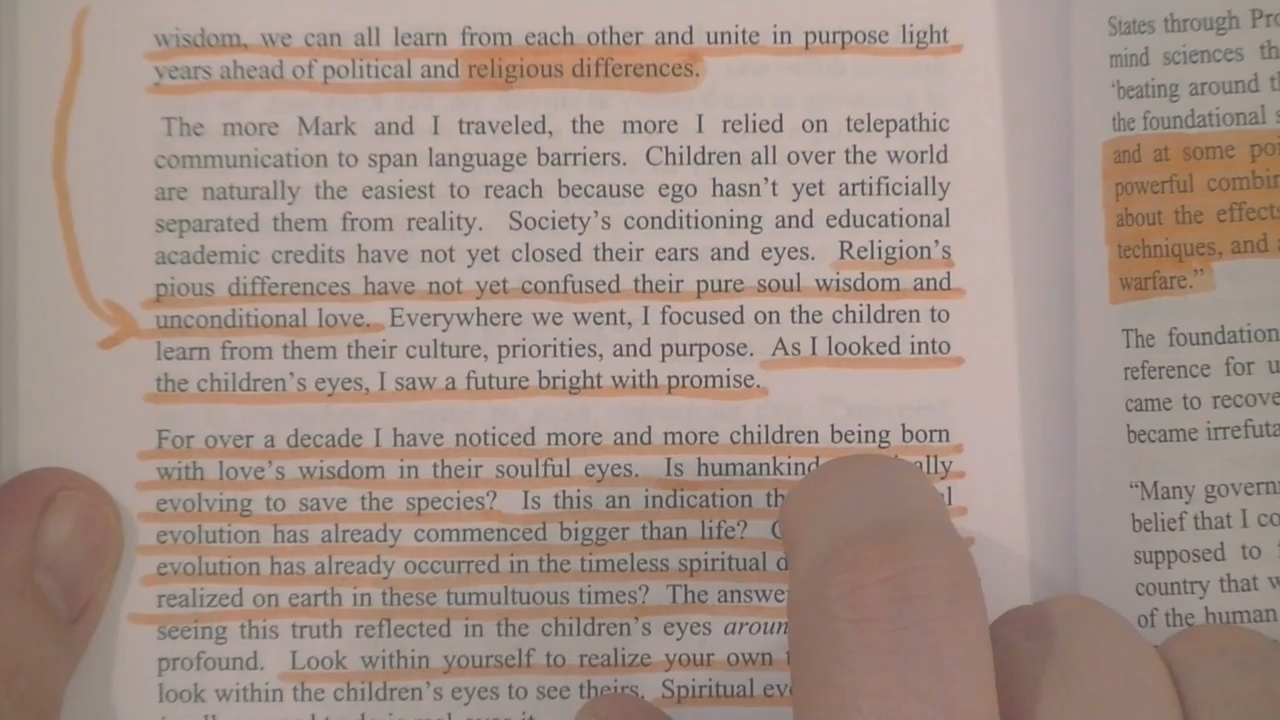 wisdom, we can all learn from each other and unite in purpose light
years ahead of political and religious differences.
The more Mark and I traveled, the more I relied on telepathic
communication to span language barriers. Children all over the world
are naturally the easiest to reach because ego hasn't yet artificially
separated them from reality. Society's conditioning and educational
academic credits have not yet closed their ears and eyes. Religion's
pious differences have not yet confused their pure soul wisdom and
unconditional love. Everywhere we went, I focused on the children to
learn from them their culture, priorities, and purpose. As I looked into
the children's eyes, I saw a future bright with promise.
For over a decade I have noticed more and more children being born
with love's wisdom in their soulful eyes. Is humankind
evolving to save the species? Is this an indication
evolution has already commenced bigger than life?
evolution has already occurred in the timeless spiritual
realized on earth in these tumultuous times? The
seeing this truth reflected in the children's eyes
profound. Look within yourself to realize your own
look within the children's eyes to see theirs. Spiritual
States through
mind sciences
'beating around
the foundational
and at some
powerful
about the
techniques, and
warfare."
The foundation
reference for
came to
became
"Many
belief that I
supposed to
country that
of the human